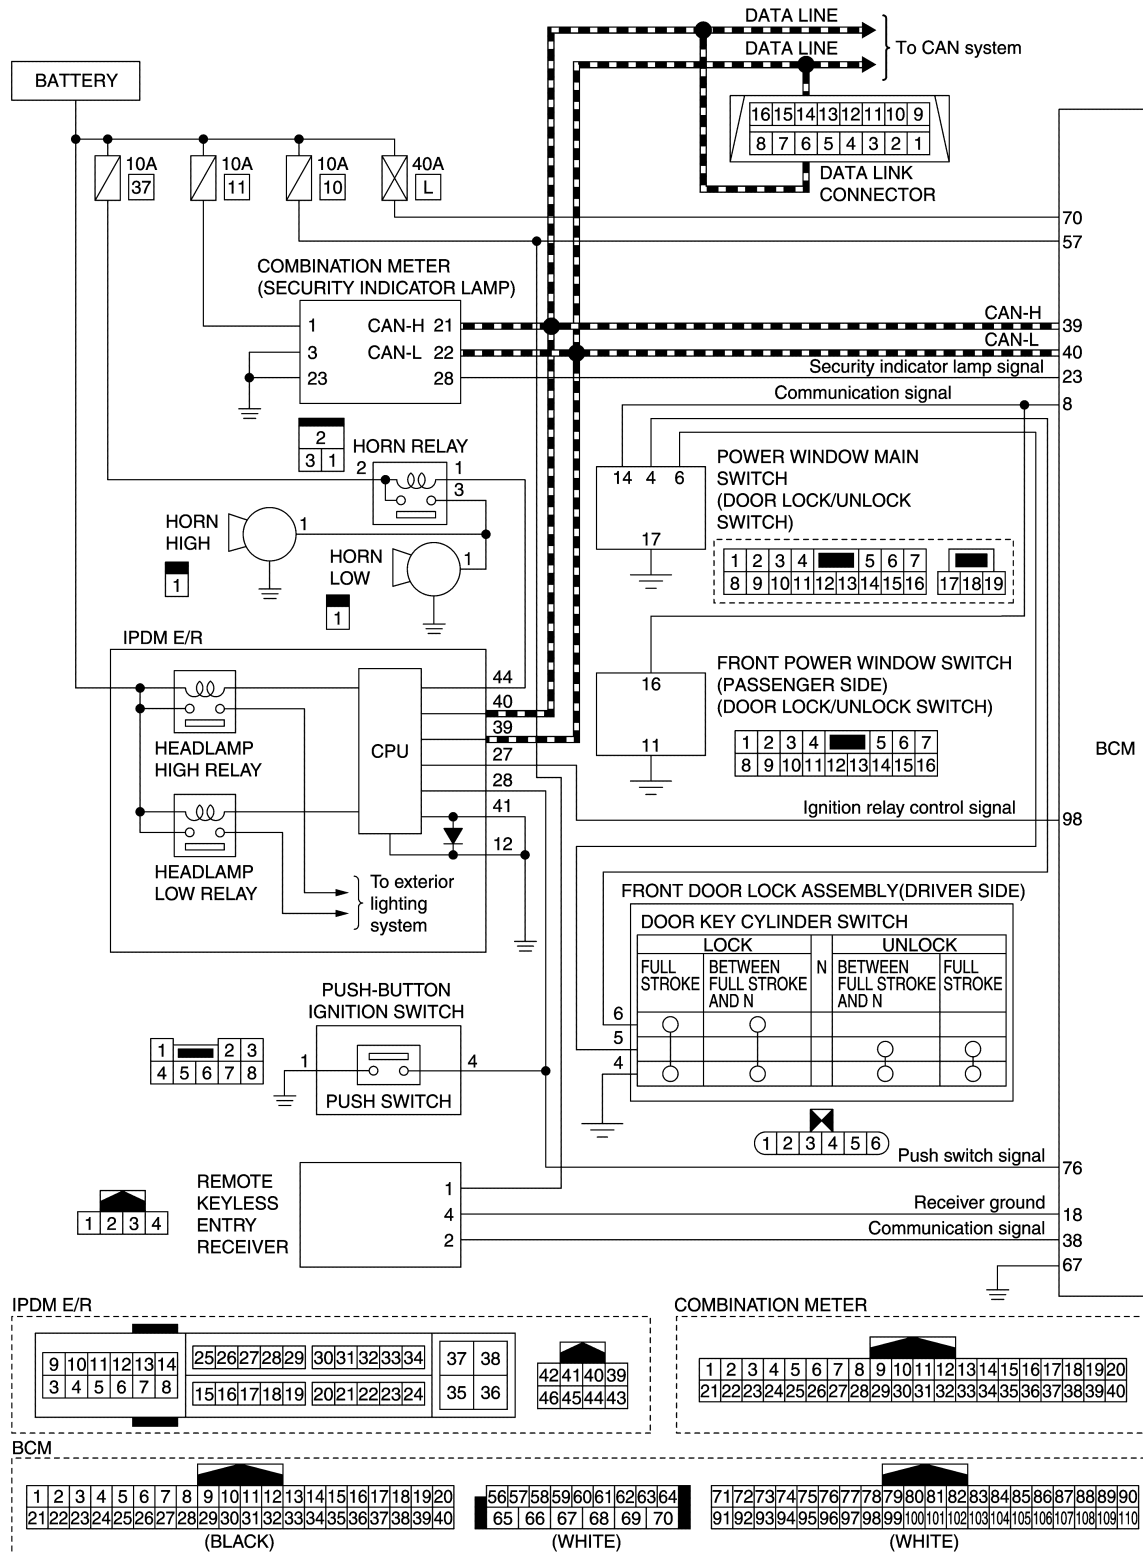 DATA LINE
DATA LINE
To CAN system
BATTERY
16 15 14 13 12 11 10 9
8 7 6 5 4 3 2 1
DATA LINK
CONNECTOR
10A
37
10A
11
10A
10
40A
L
70
57
COMBINATION METER
(SECURITY INDICATOR LAMP)
1 CAN-H 21
3 CAN-L 22
23 28
CAN-H
39
CAN-L
40
Security indicator lamp signal
23
Communication signal
8
2
3 1
HORN RELAY
2 1
3
HORN
HIGH
1
1
HORN
LOW
1
1
14 4 6
17
POWER WINDOW MAIN
SWITCH
(DOOR LOCK/UNLOCK
SWITCH)
1 2 3 4 5 6 7
8 9 10 11 12 13 14 15 16
17 18 19
IPDM E/R
HEADLAMP
HIGH RELAY
HEADLAMP
LOW RELAY
CPU
44
40
39
27
28
41
12
To exterior
lighting
system
16
11
FRONT POWER WINDOW SWITCH
(PASSENGER SIDE)
(DOOR LOCK/UNLOCK SWITCH)
1 2 3 4 5 6 7
8 9 10 11 12 13 14 15 16
BCM
Ignition relay control signal
98
FRONT DOOR LOCK ASSEMBLY(DRIVER SIDE)
DOOR KEY CYLINDER SWITCH
LOCK UNLOCK
FULL
STROKE
BETWEEN
FULL STROKE
AND N
N
BETWEEN
FULL STROKE
AND N
FULL
STROKE
6
5
4
1 2 3 4 5 6
PUSH-BUTTON
IGNITION SWITCH
1 2 3
4 5 6 7 8
1 4
PUSH SWITCH
Push switch signal
76
REMOTE
KEYLESS
ENTRY
RECEIVER
1 2 3 4
1
4
2
Receiver ground
18
Communication signal
38
67
IPDM E/R
9 10 11 12 13 14
3 4 5 6 7 8
25 26 27 28 29 30 31 32 33 34
15 16 17 18 19 20 21 22 23 24
37 38
35 36
42 41 40 39
46 45 44 43
COMBINATION METER
1 2 3 4 5 6 7 8 9 10 11 12 13 14 15 16 17 18 19 20
21 22 23 24 25 26 27 28 29 30 31 32 33 34 35 36 37 38 39 40
BCM
1 2 3 4 5 6 7 8 9 10 11 12 13 14 15 16 17 18 19 20
21 22 23 24 25 26 27 28 29 30 31 32 33 34 35 36 37 38 39 40
(BLACK)
56 57 58 59 60 61 62 63 64
65 66 67 68 69 70
(WHITE)
71 72 73 74 75 76 77 78 79 80 81 82 83 84 85 86 87 88 89 90
91 92 93 94 95 96 97 98 99 100 101 102 103 104 105 106 107 108 109 110
(WHITE)